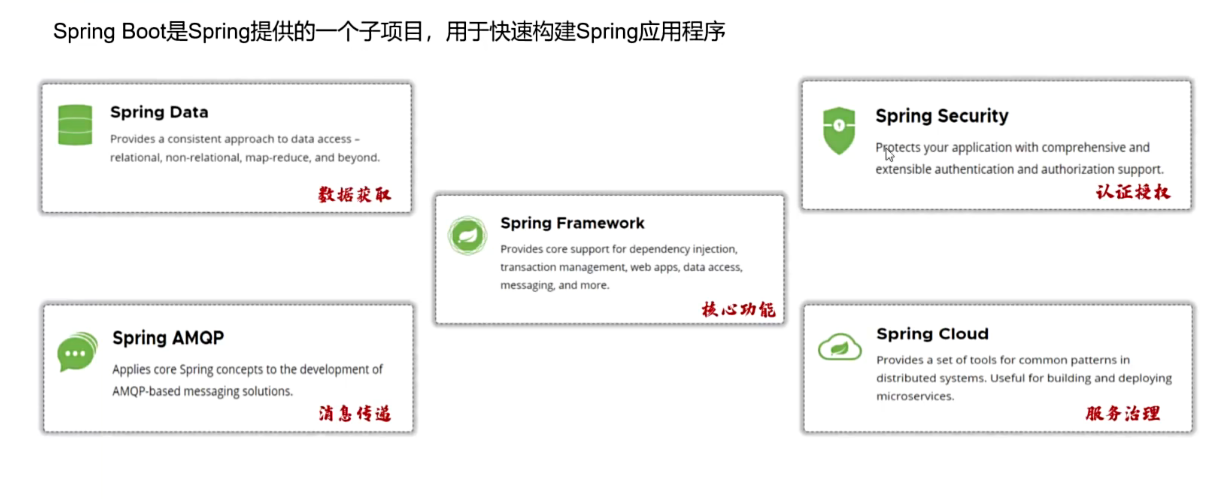 Spring Boot是Spring提供的一个子项目，用于快速构建Spring应用程序
Spring Data
Provides a consistent approach to data access –
relational, non-relational, map-reduce, and beyond.
数据获取
Spring Security
Protects your application with comprehensive and
extensible authentication and authorization support.
认证授权
Spring Framework
Provides core support for dependency injection,
transaction management, web apps, data access,
messaging, and more.
核心功能
Spring AMQP
Applies core Spring concepts to the development of
AMQP-based messaging solutions.
消息传递
Spring Cloud
Provides a set of tools for common patterns in
distributed systems. Useful for building and deploying
microservices.
服务治理